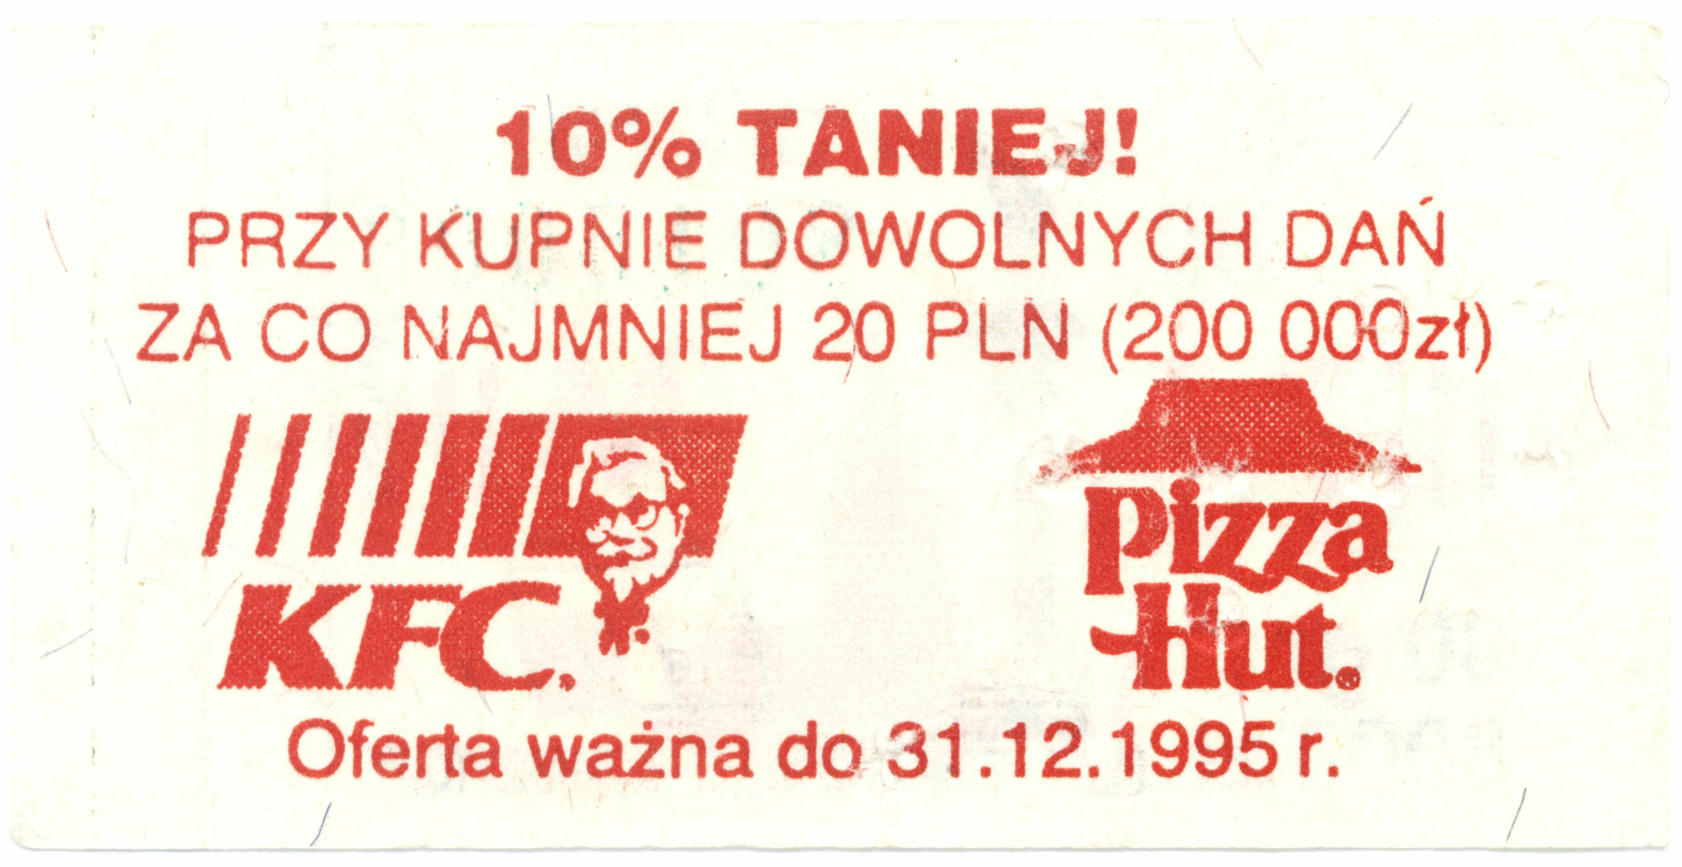 10% TANIEJ!
PRZY KUPNIE DOWOLNYCH DAŃ
ZA CO NAJMNIEJ 20 PLN (200 000zł)
KFC.
Pizza
Hut.
Oferta ważna do 31.12.1995 r.